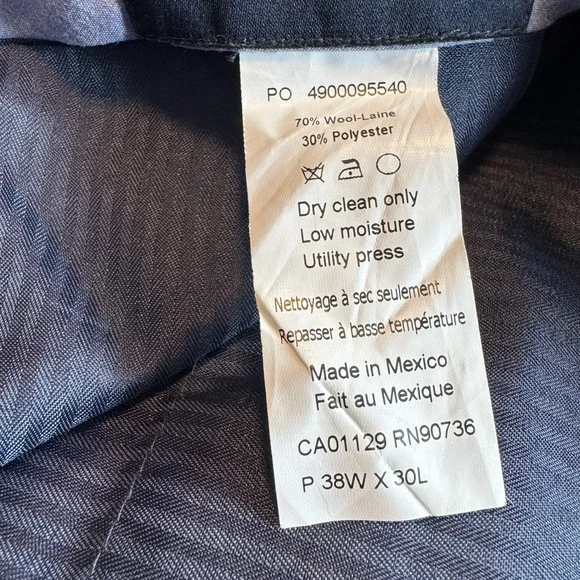 PO 4900095540
70% Wool-Laine
30% Polyester
Dry clean only
Low moisture
Utility press
Nettoyage à sec seulement
Repasser à basse température
Made in Mexico
Fait au Mexique
CA01129 RN90736
P 38W X 30L